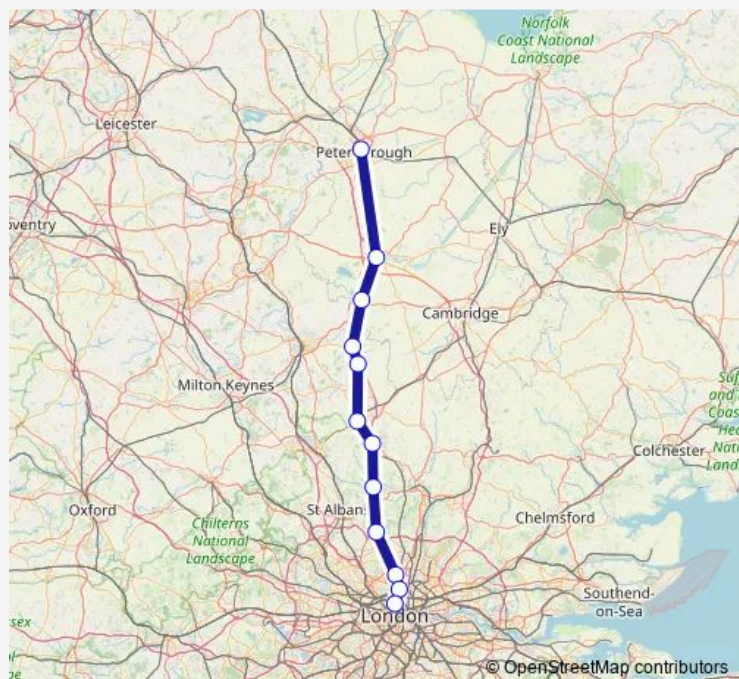 Norfolk
Coast National
Landscape
Leicester
Peterborough
Ely
Cambridge
Milton Keynes
Colchester
Oxford
St Albans
Chelmsford
Chilterns
National
Landscape
Southend-
on-Sea
London
© OpenStreetMap contributors